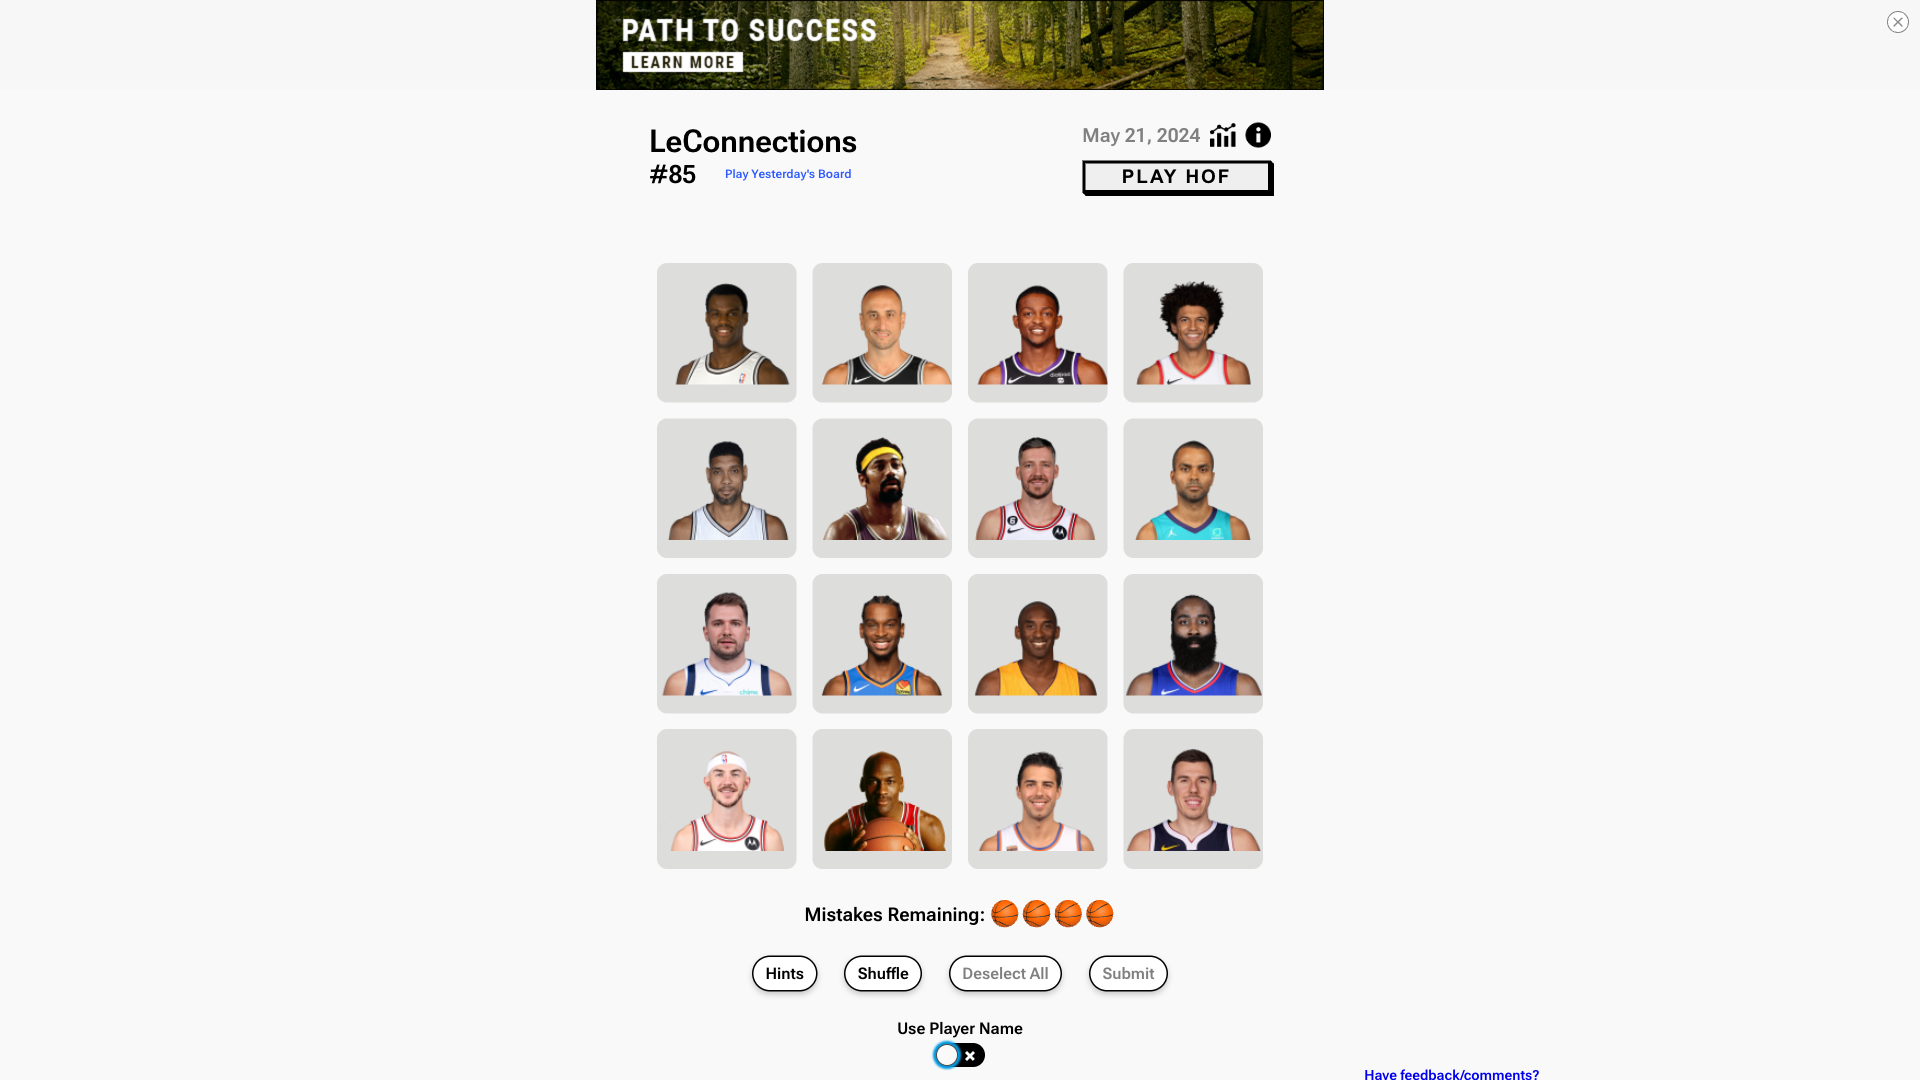 PATH TO SUCCESS
LEARN MORE
LeConnections
#85
Play Yesterday's Board
May 21, 2024
PLAY HOF
Mistakes Remaining:
Hints
Shuffle
Deselect All
Submit
Use Player Name
Have feedback/comments?